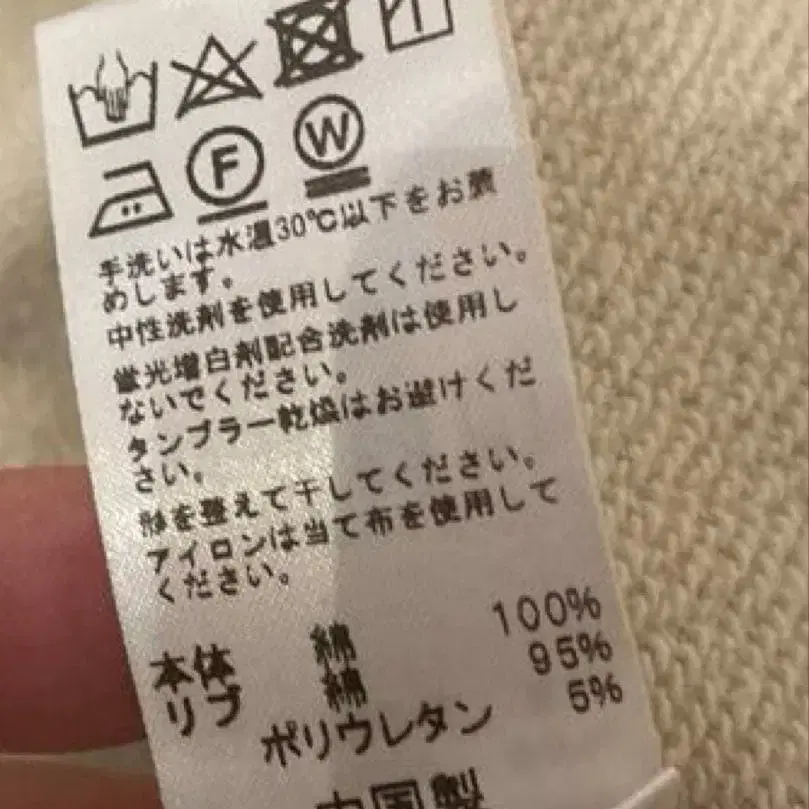 F W
手洗いは水温30℃以下をお薦
めします。
中性洗剤を使用してください。
蛍光増白剤配合洗剤は使用し
ないでください。
タンブラー乾燥はお避けくだ
さい。
形を整えて干してください。
アイロンは当て布を使用して
ください。
本体 綿 100%
リブ 綿 95%
ポリウレタン 5%
中国製